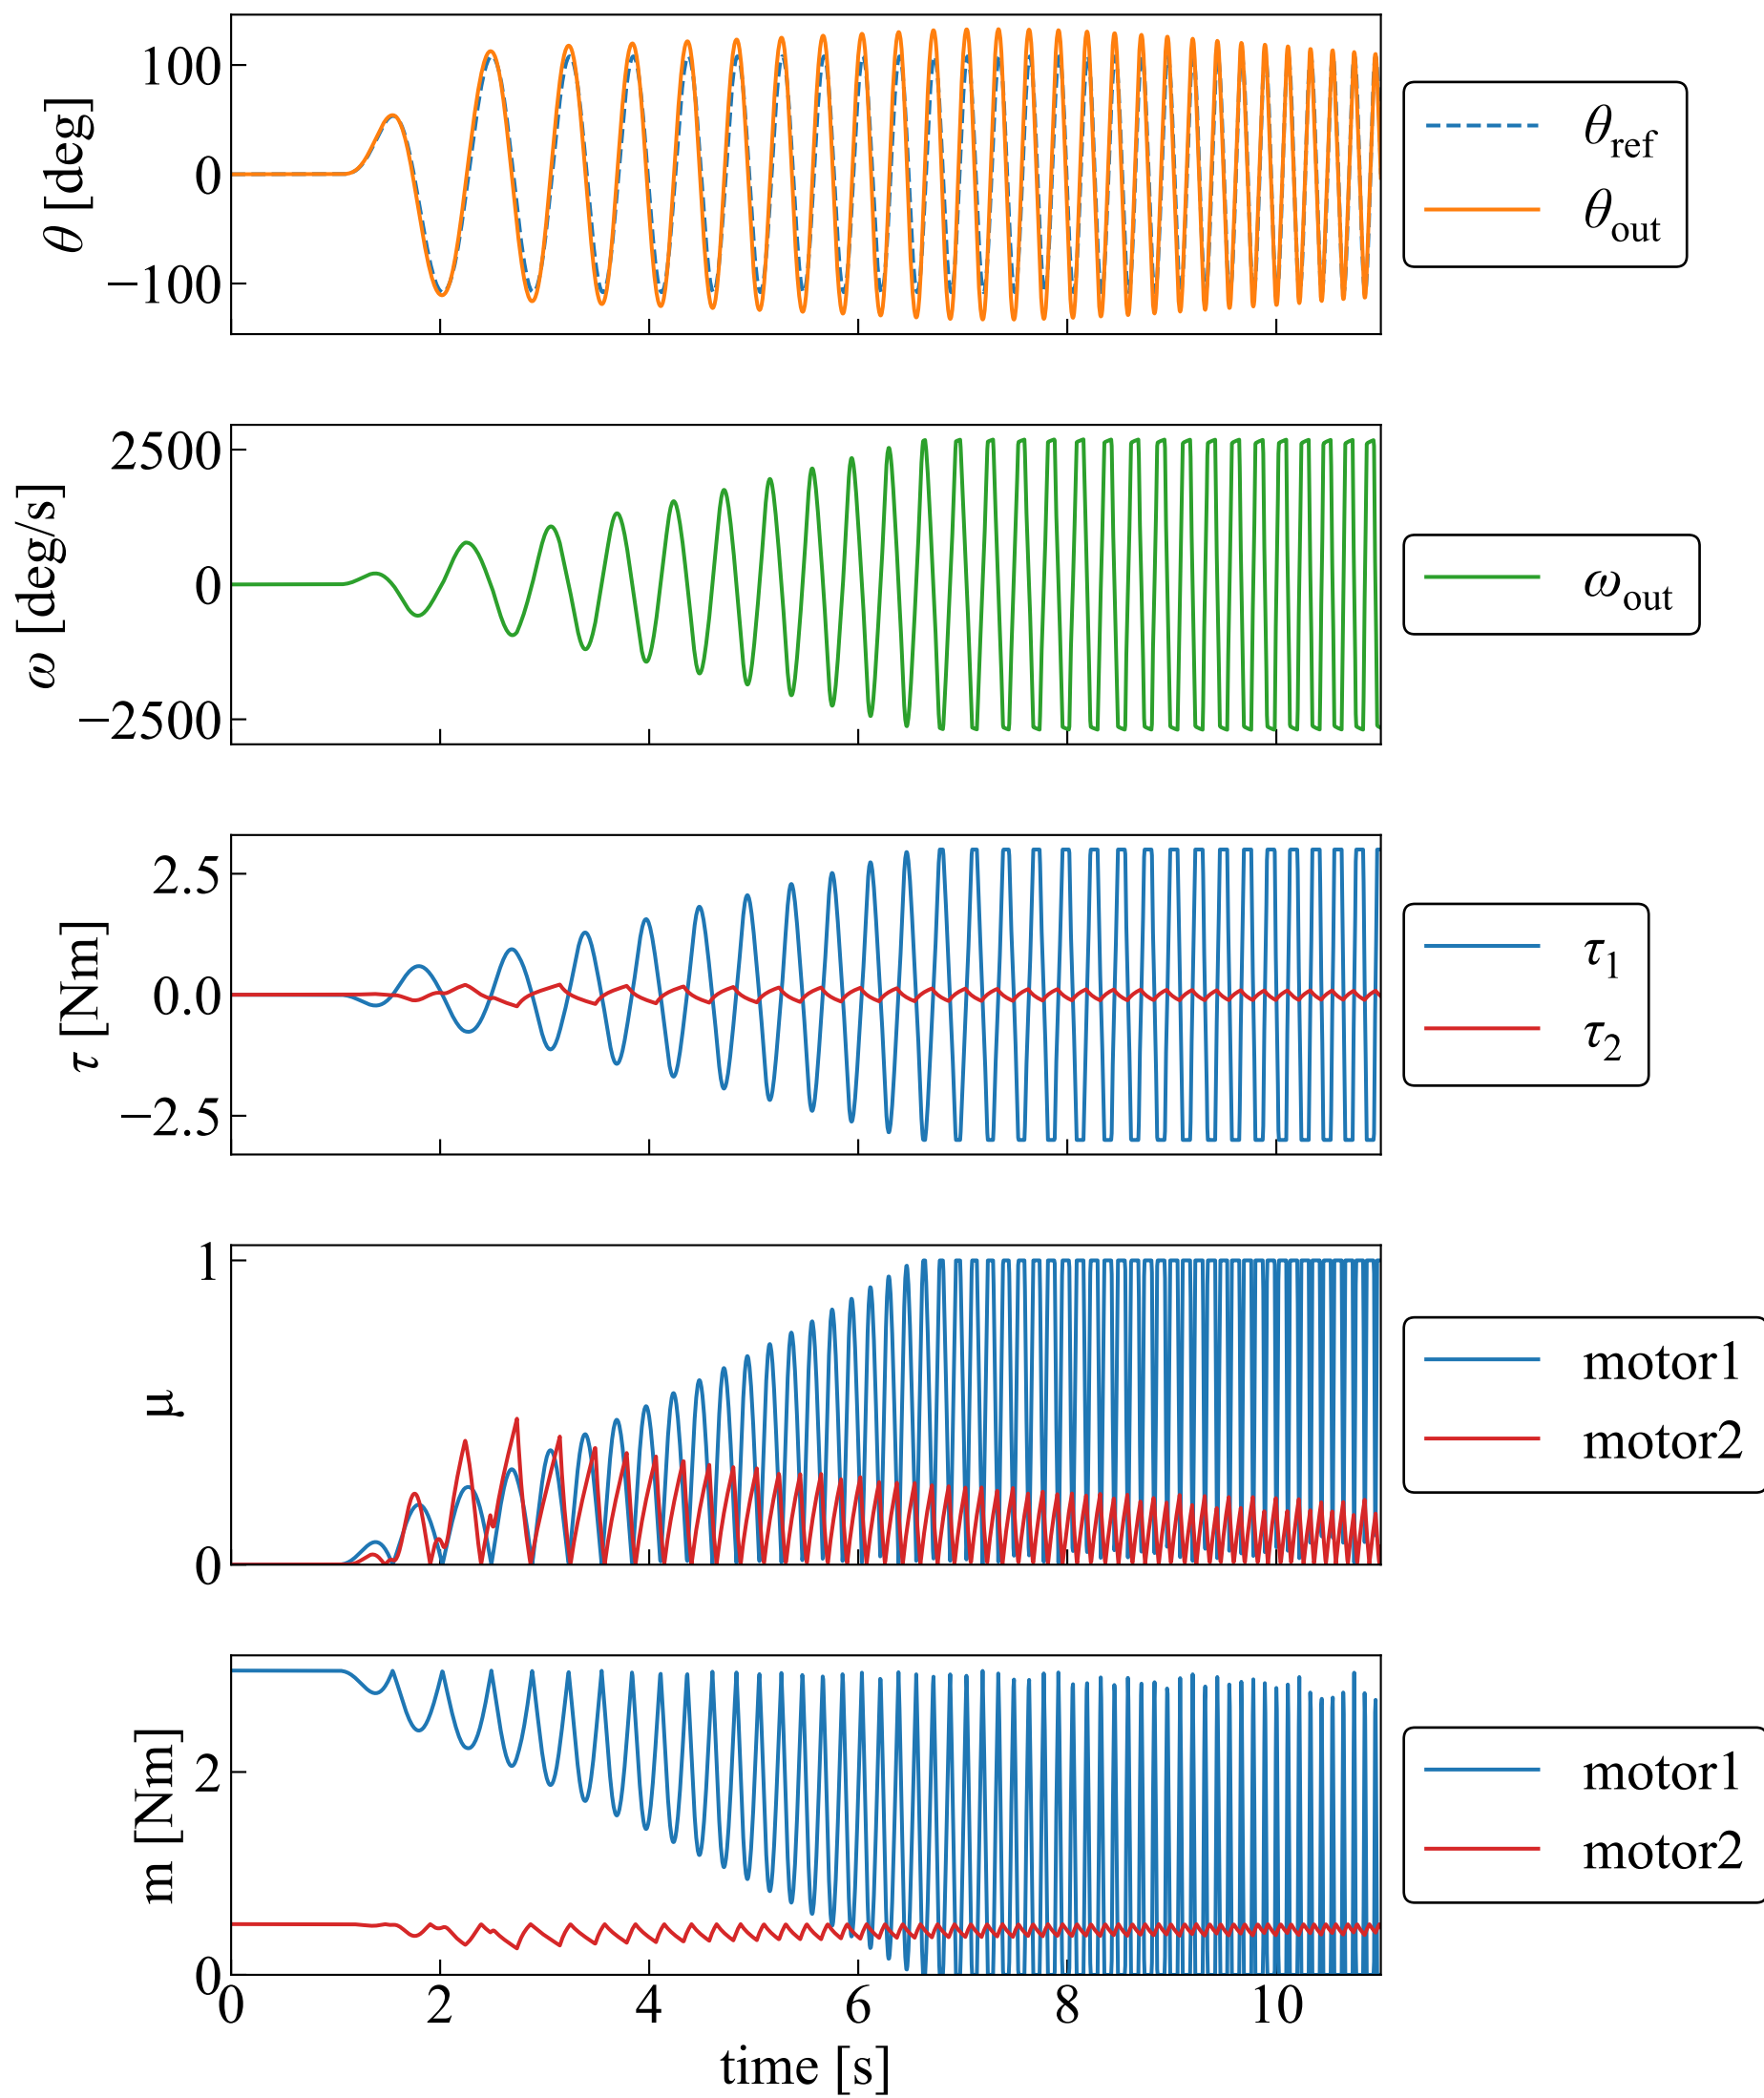 θ [deg]
100
0
−100
θref
θout
ω [deg/s]
2500
0
−2500
ωout
τ [Nm]
2.5
0.0
−2.5
τ1
τ2
μ
1
0
motor1
motor2
m [Nm]
2
0
motor1
motor2
0 2 4 6 8 10
time [s]